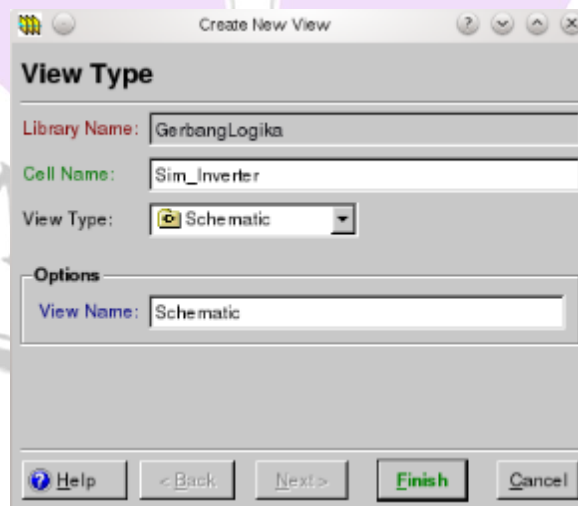 Create New View
View Type
Library Name: GerbangLogika
Cell Name: Sim_Inverter
View Type: Schematic
Options
View Name: Schematic
Help < Back Next > Finish Cancel